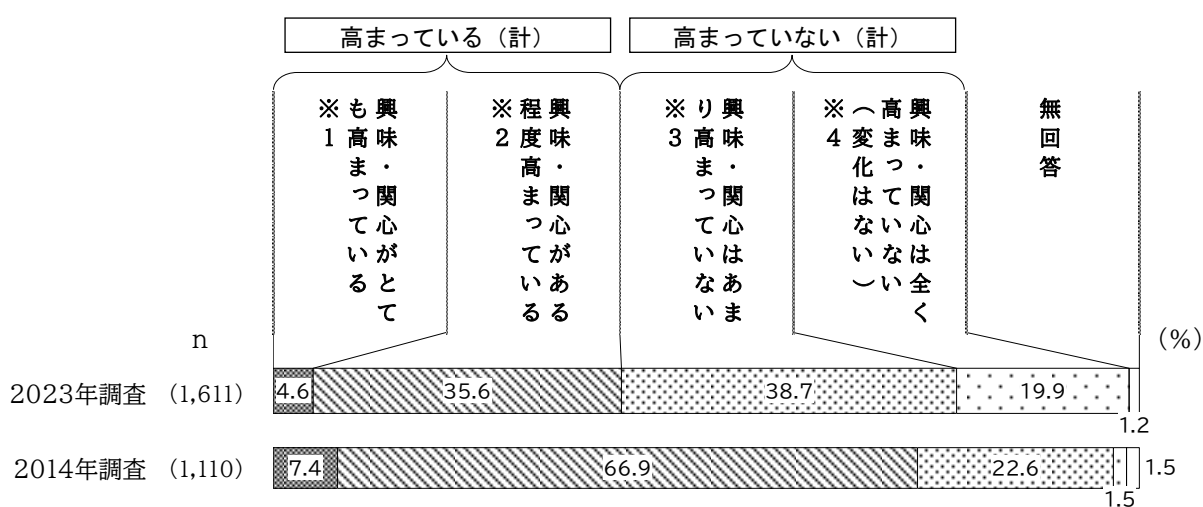 高まっている（計）
高まっていない（計）
興味・関心がとて
も高まっている
※1
興味・関心がある
程度高まっている
※2
興味・関心はあま
り高まっていない
※3
興味・関心は全く
高まっていない
（変化はない）
※4
無回答
n
(%)
2023年調査 (1,611)
4.6
35.6
38.7
19.9
1.2
2014年調査 (1,110)
7.4
66.9
22.6
1.5
1.5